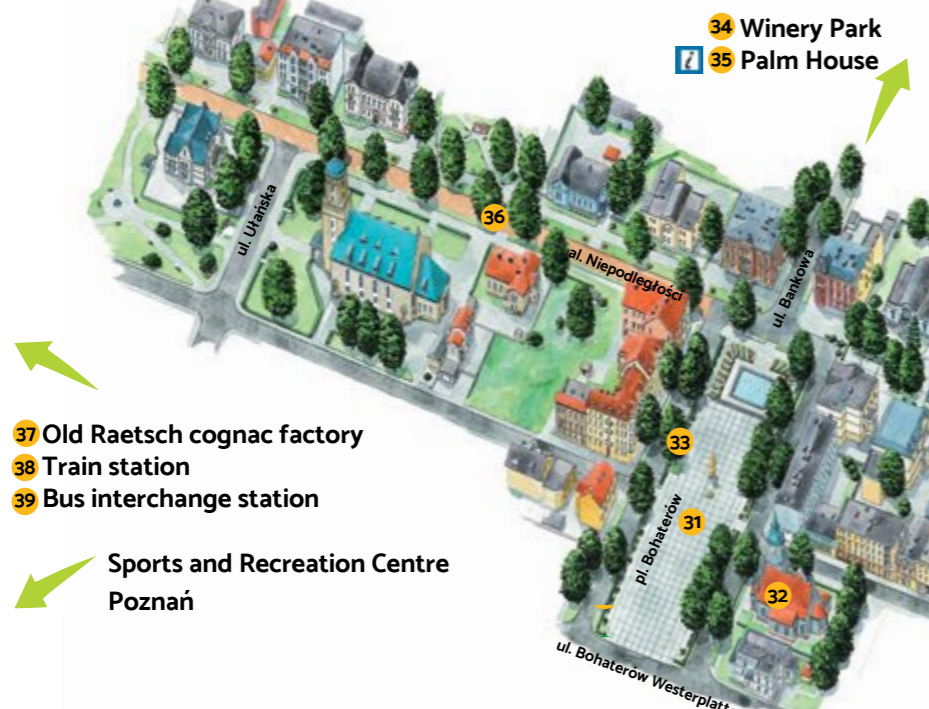 34 Winery Park
i 35 Palm House
ul. Ułańska
36
al. Niepodległości
ul. Bankowa
37 Old Raetsch cognac factory
38 Train station
39 Bus interchange station
33
31
pl. Bohaterów
Sports and Recreation Centre
Poznań
32
ul. Bohaterów Westerplatt